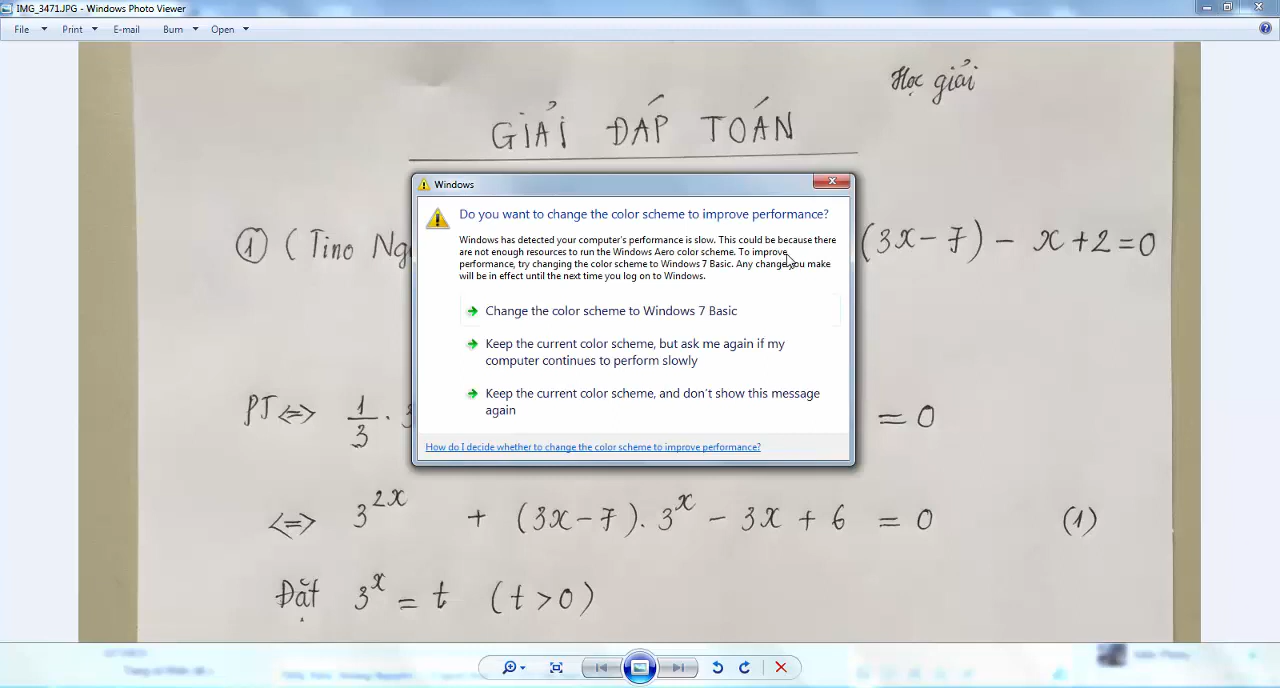 IMG_3471.JPG - Windows Photo Viewer
File Print E-mail Burn Open
Học giải
GIẢI ĐÁP TOÁN
Windows
Do you want to change the color scheme to improve performance?
Windows has detected your computer's performance is slow. This could be because there
are not enough resources to run the Windows Aero color scheme. To improve
performance, try changing the color scheme to Windows 7 Basic. Any change you make
will be in effect until the next time you log on to Windows.
Change the color scheme to Windows 7 Basic
Keep the current color scheme, but ask me again if my
computer continues to perform slowly
Keep the current color scheme, and don't show this message
again
How do I decide whether to change the color scheme to improve performance?
① (Tino (3x-7) - x+2=0
PT <=> 1/3 . = 0
<=> 3^2x + (3x-7). 3^x - 3x + 6 = 0 (1)
Đặt 3^x = t (t>0)